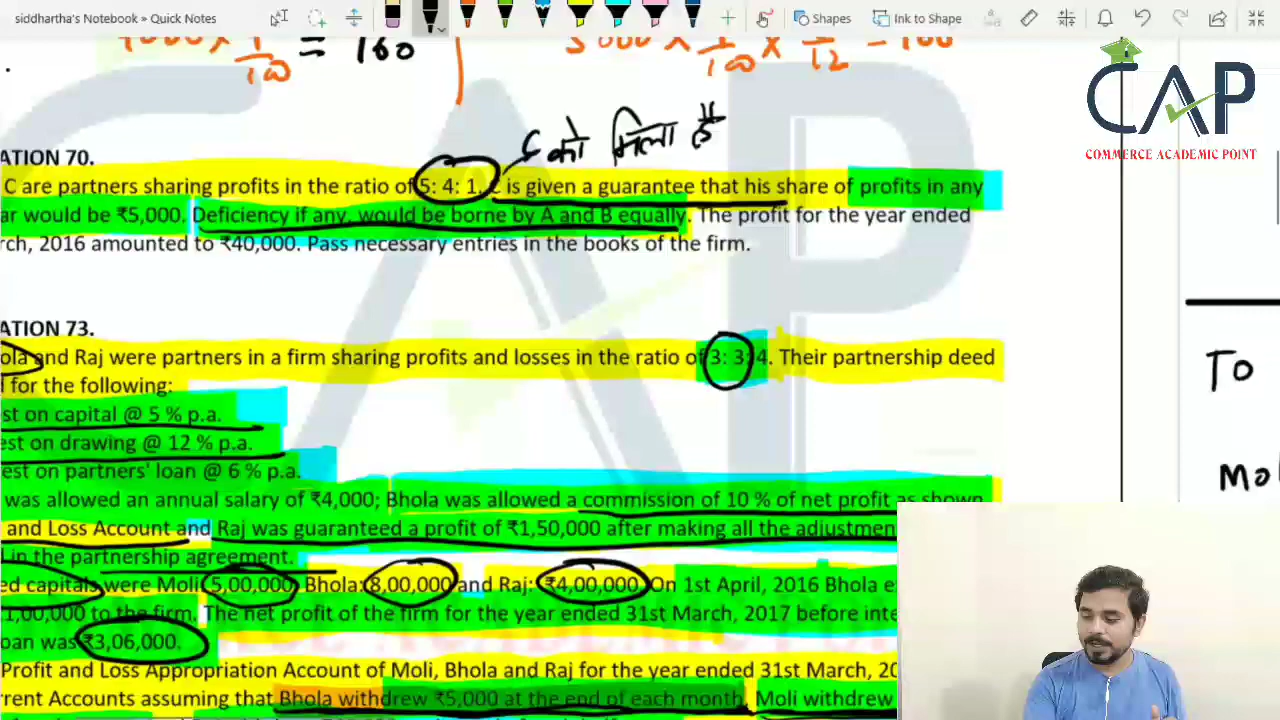 siddhartha's Notebook » Quick Notes
Shapes
Ink to Shape
CAP
COMMERCE ACADEMIC POINT
= 160
C को मिला है
ATION 70.
C are partners sharing profits in the ratio of 5: 4: 1. C is given a guarantee that his share of profits in any
ar would be ₹5,000. Deficiency if any, would be borne by A and B equally. The profit for the year ended
rch, 2016 amounted to ₹40,000. Pass necessary entries in the books of the firm.
ATION 73.
ola and Raj were partners in a firm sharing profits and losses in the ratio of 3: 3:4. Their partnership deed
d for the following:
st on capital @ 5 % p.a.
est on drawing @ 12 % p.a.
est on partners' loan @ 6 % p.a.
was allowed an annual salary of ₹4,000; Bhola was allowed a commission of 10 % of net profit as shown
and Loss Account and Raj was guaranteed a profit of ₹1,50,000 after making all the adjustment
in the partnership agreement.
ed capitals were Moli 5,00,000 Bhola: 8,00,000 and Raj: ₹4,00,000. On 1st April, 2016 Bhola e
1,00,000 to the firm. The net profit of the firm for the year ended 31st March, 2017 before inte
oan was ₹3,06,000.
Profit and Loss Appropriation Account of Moli, Bhola and Raj for the year ended 31st March, 20
rrent Accounts assuming that Bhola withdrew ₹5,000 at the end of each month, Moli withdrew
To
Mol